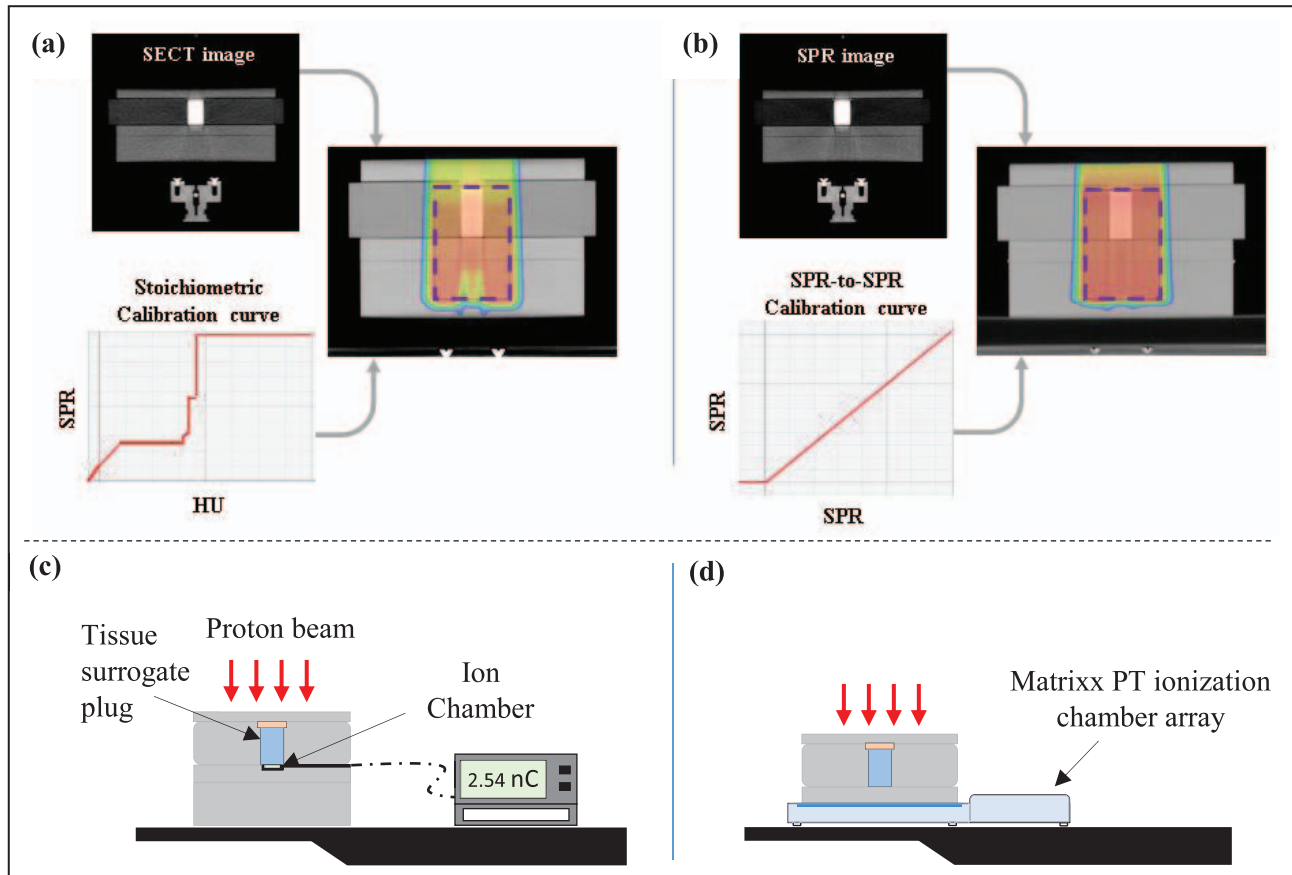 (a)
SECT image
Stoichiometric
Calibration curve
SPR
HU
(b)
SPR image
SPR-to-SPR
Calibration curve
SPR
SPR
(c)
Proton beam
Tissue
surrogate
plug
Ion
Chamber
2.54 nC
(d)
Matrixx PT ionization
chamber array